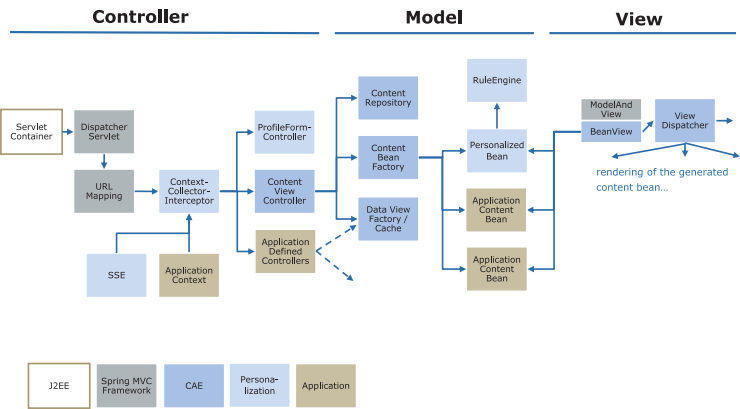 Controller
Model
View
Servlet
Container
Dispatcher
Servlet
URL
Mapping
Context-
Collector-
Interceptor
SSE
Application
Context
ProfileForm-
Controller
Content
View
Controller
Application
Defined
Controllers
Content
Repository
Content
Bean
Factory
Data View
Factory /
Cache
RuleEngine
Personalized
Bean
Application
Content
Bean
Application
Content
Bean
ModelAnd
View
BeanView
View
Dispatcher
rendering of the generated
content bean...
J2EE
Spring MVC
Framework
CAE
Persona-
lization
Application